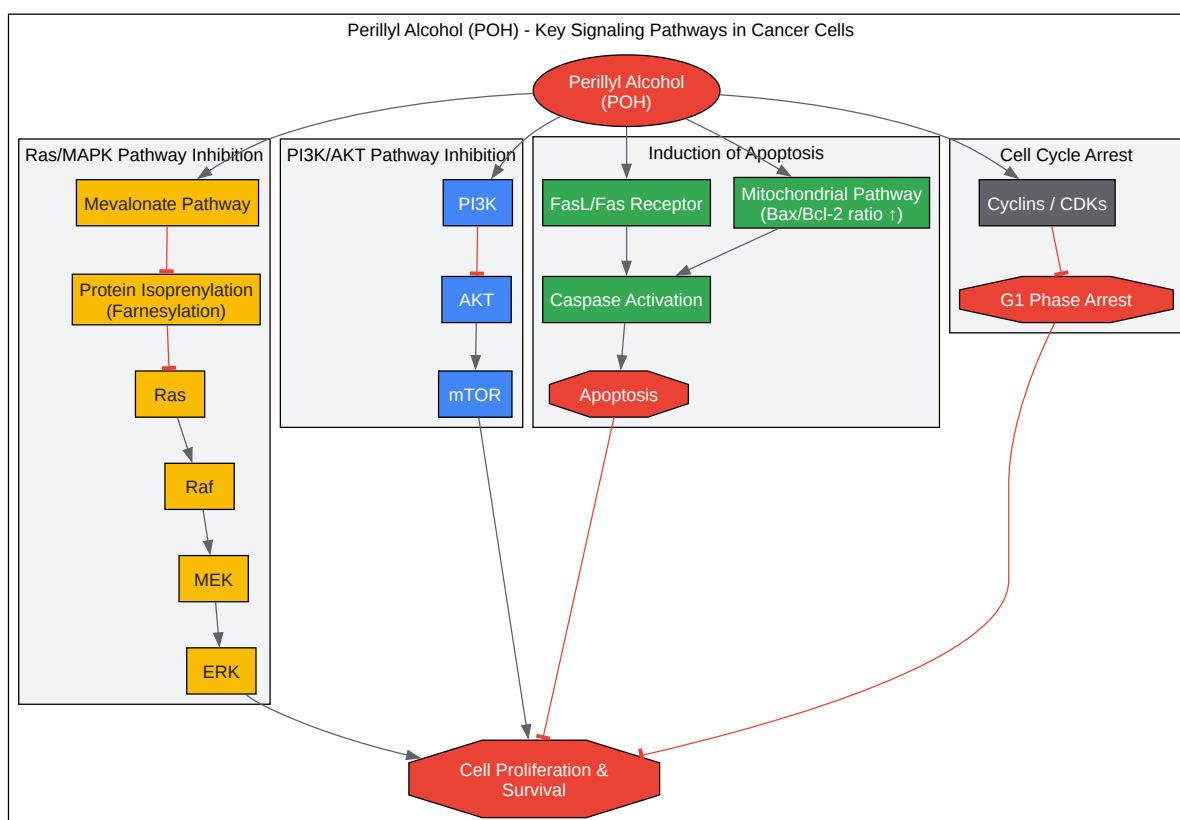 Perillyl Alcohol (POH) - Key Signaling Pathways in Cancer Cells
Perillyl Alcohol
(POH)
Ras/MAPK Pathway Inhibition
Mevalonate Pathway
Protein Isoprenylation
(Farnesylation)
Ras
Raf
MEK
ERK
PI3K/AKT Pathway Inhibition
PI3K
AKT
mTOR
Induction of Apoptosis
FasL/Fas Receptor
Mitochondrial Pathway
(Bax/Bcl-2 ratio ↑)
Caspase Activation
Apoptosis
Cell Cycle Arrest
Cyclins / CDKs
G1 Phase Arrest
Cell Proliferation &
Survival